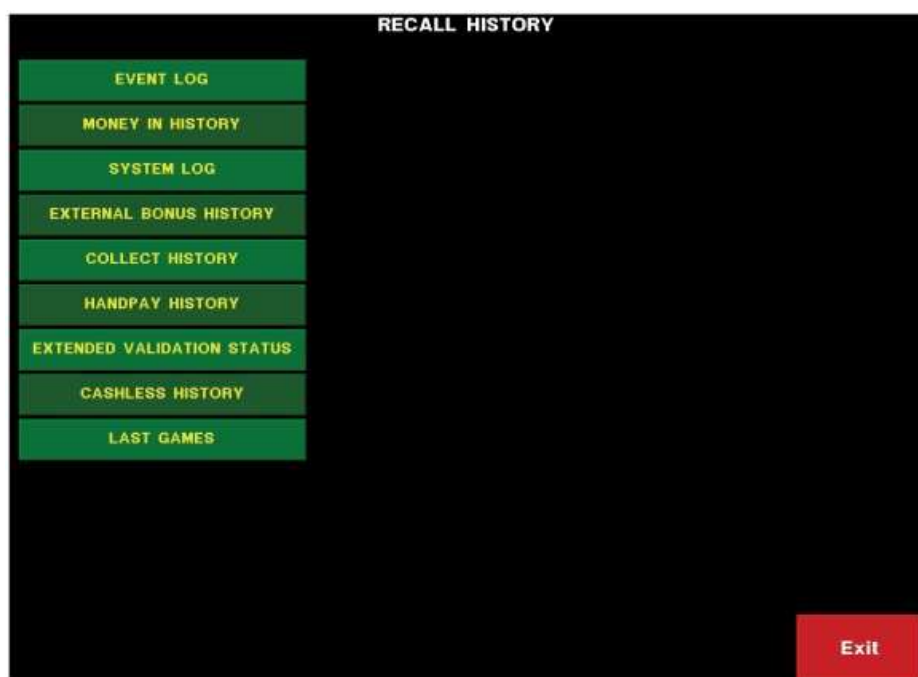 RECALL HISTORY
EVENT LOG
MONEY IN HISTORY
SYSTEM LOG
EXTERNAL BONUS HISTORY
COLLECT HISTORY
HANDPAY HISTORY
EXTENDED VALIDATION STATUS
CASHLESS HISTORY
LAST GAMES
Exit